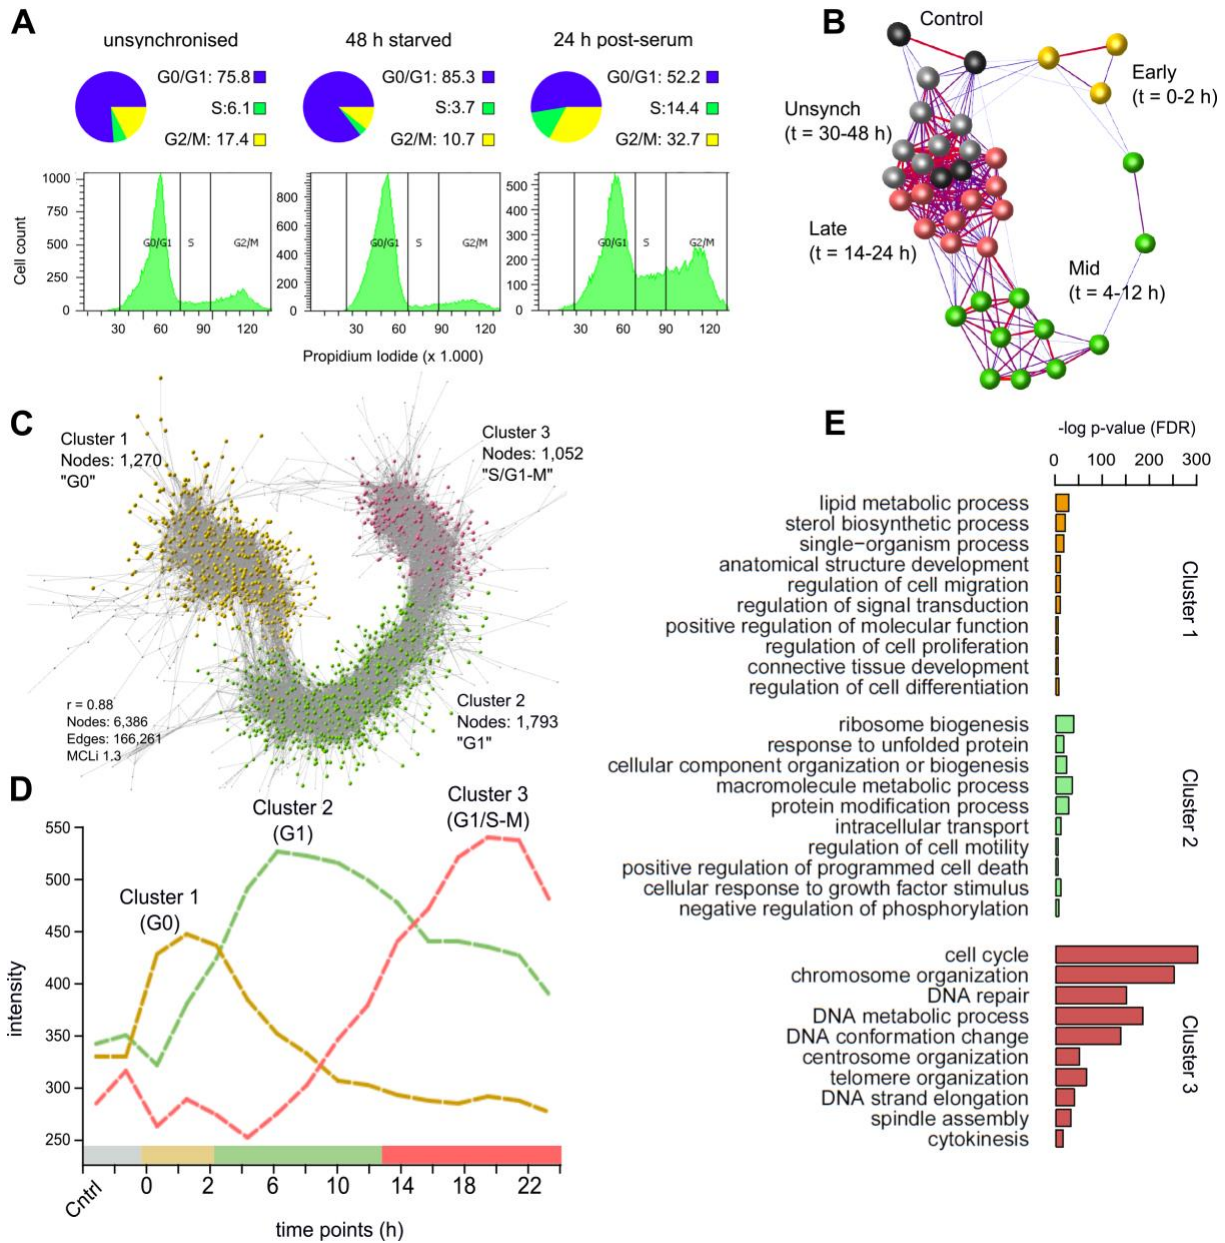 A
unsynchronised
G0/G1: 75.8
S:6.1
G2/M: 17.4
48 h starved
G0/G1: 85.3
S:3.7
G2/M: 10.7
24 h post-serum
G0/G1: 52.2
S:14.4
G2/M: 32.7
Cell count
1000
750
500
250
0
G0/G1
S
G2/M
30
60
90
120
800
600
400
200
0
G0/G1
S
G2/M
30
60
90
120
500
400
300
200
100
0
G0/G1
S
G2/M
30
60
90
120
Propidium Iodide (x 1.000)
B
Control
Early
(t = 0-2 h)
Unsynch
(t = 30-48 h)
Late
(t = 14-24 h)
Mid
(t = 4-12 h)
C
Cluster 1
Nodes: 1,270
"G0"
Cluster 3
Nodes: 1,052
"S/G1-M"
Cluster 2
Nodes: 1,793
"G1"
r = 0.88
Nodes: 6,386
Edges: 166,261
MCLi 1.3
D
Cluster 1
(G0)
Cluster 2
(G1)
Cluster 3
(G1/S-M)
intensity
550
500
450
400
350
300
250
Cntrl
0
2
6
10
14
18
22
time points (h)
E
-log p-value (FDR)
0
100
200
300
lipid metabolic process
sterol biosynthetic process
single−organism process
anatomical structure development
regulation of cell migration
regulation of signal transduction
positive regulation of molecular function
regulation of cell proliferation
connective tissue development
regulation of cell differentiation
Cluster 1
ribosome biogenesis
response to unfolded protein
cellular component organization or biogenesis
macromolecule metabolic process
protein modification process
intracellular transport
regulation of cell motility
positive regulation of programmed cell death
cellular response to growth factor stimulus
negative regulation of phosphorylation
Cluster 2
cell cycle
chromosome organization
DNA repair
DNA metabolic process
DNA conformation change
centrosome organization
telomere organization
DNA strand elongation
spindle assembly
cytokinesis
Cluster 3